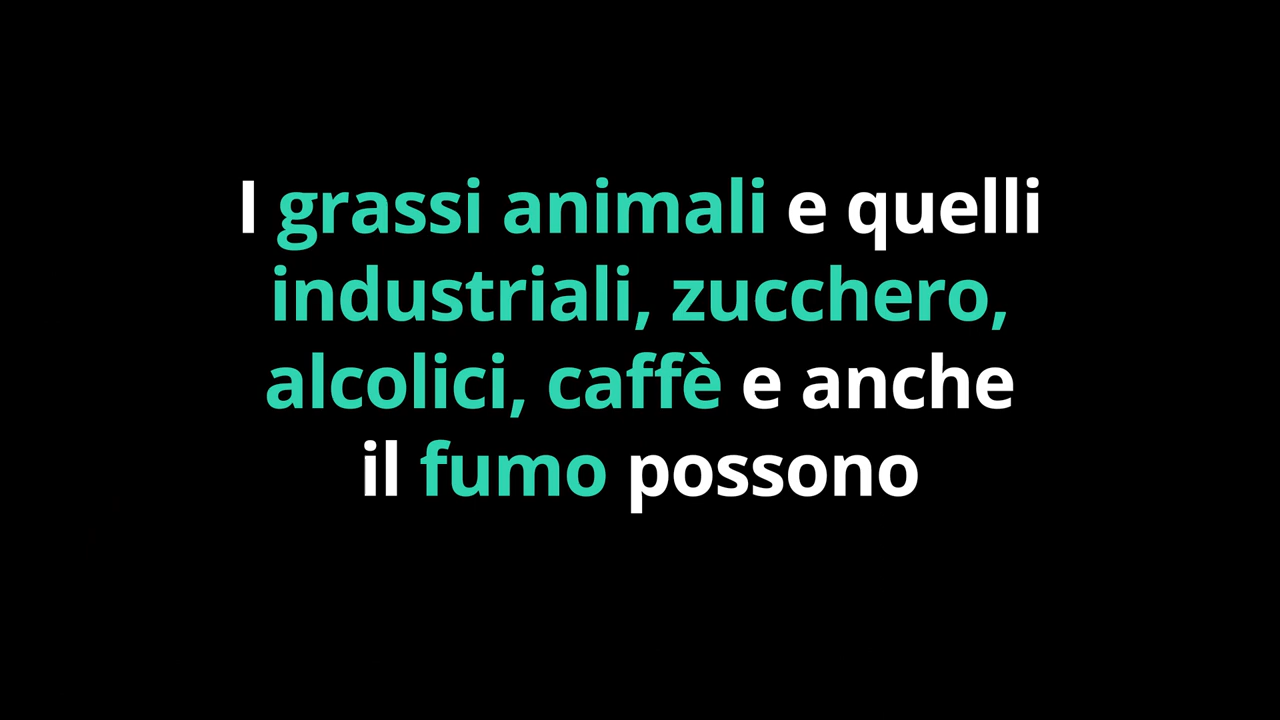 I grassi animali e quelli
industriali, zucchero,
alcolici, caffè e anche
il fumo possono